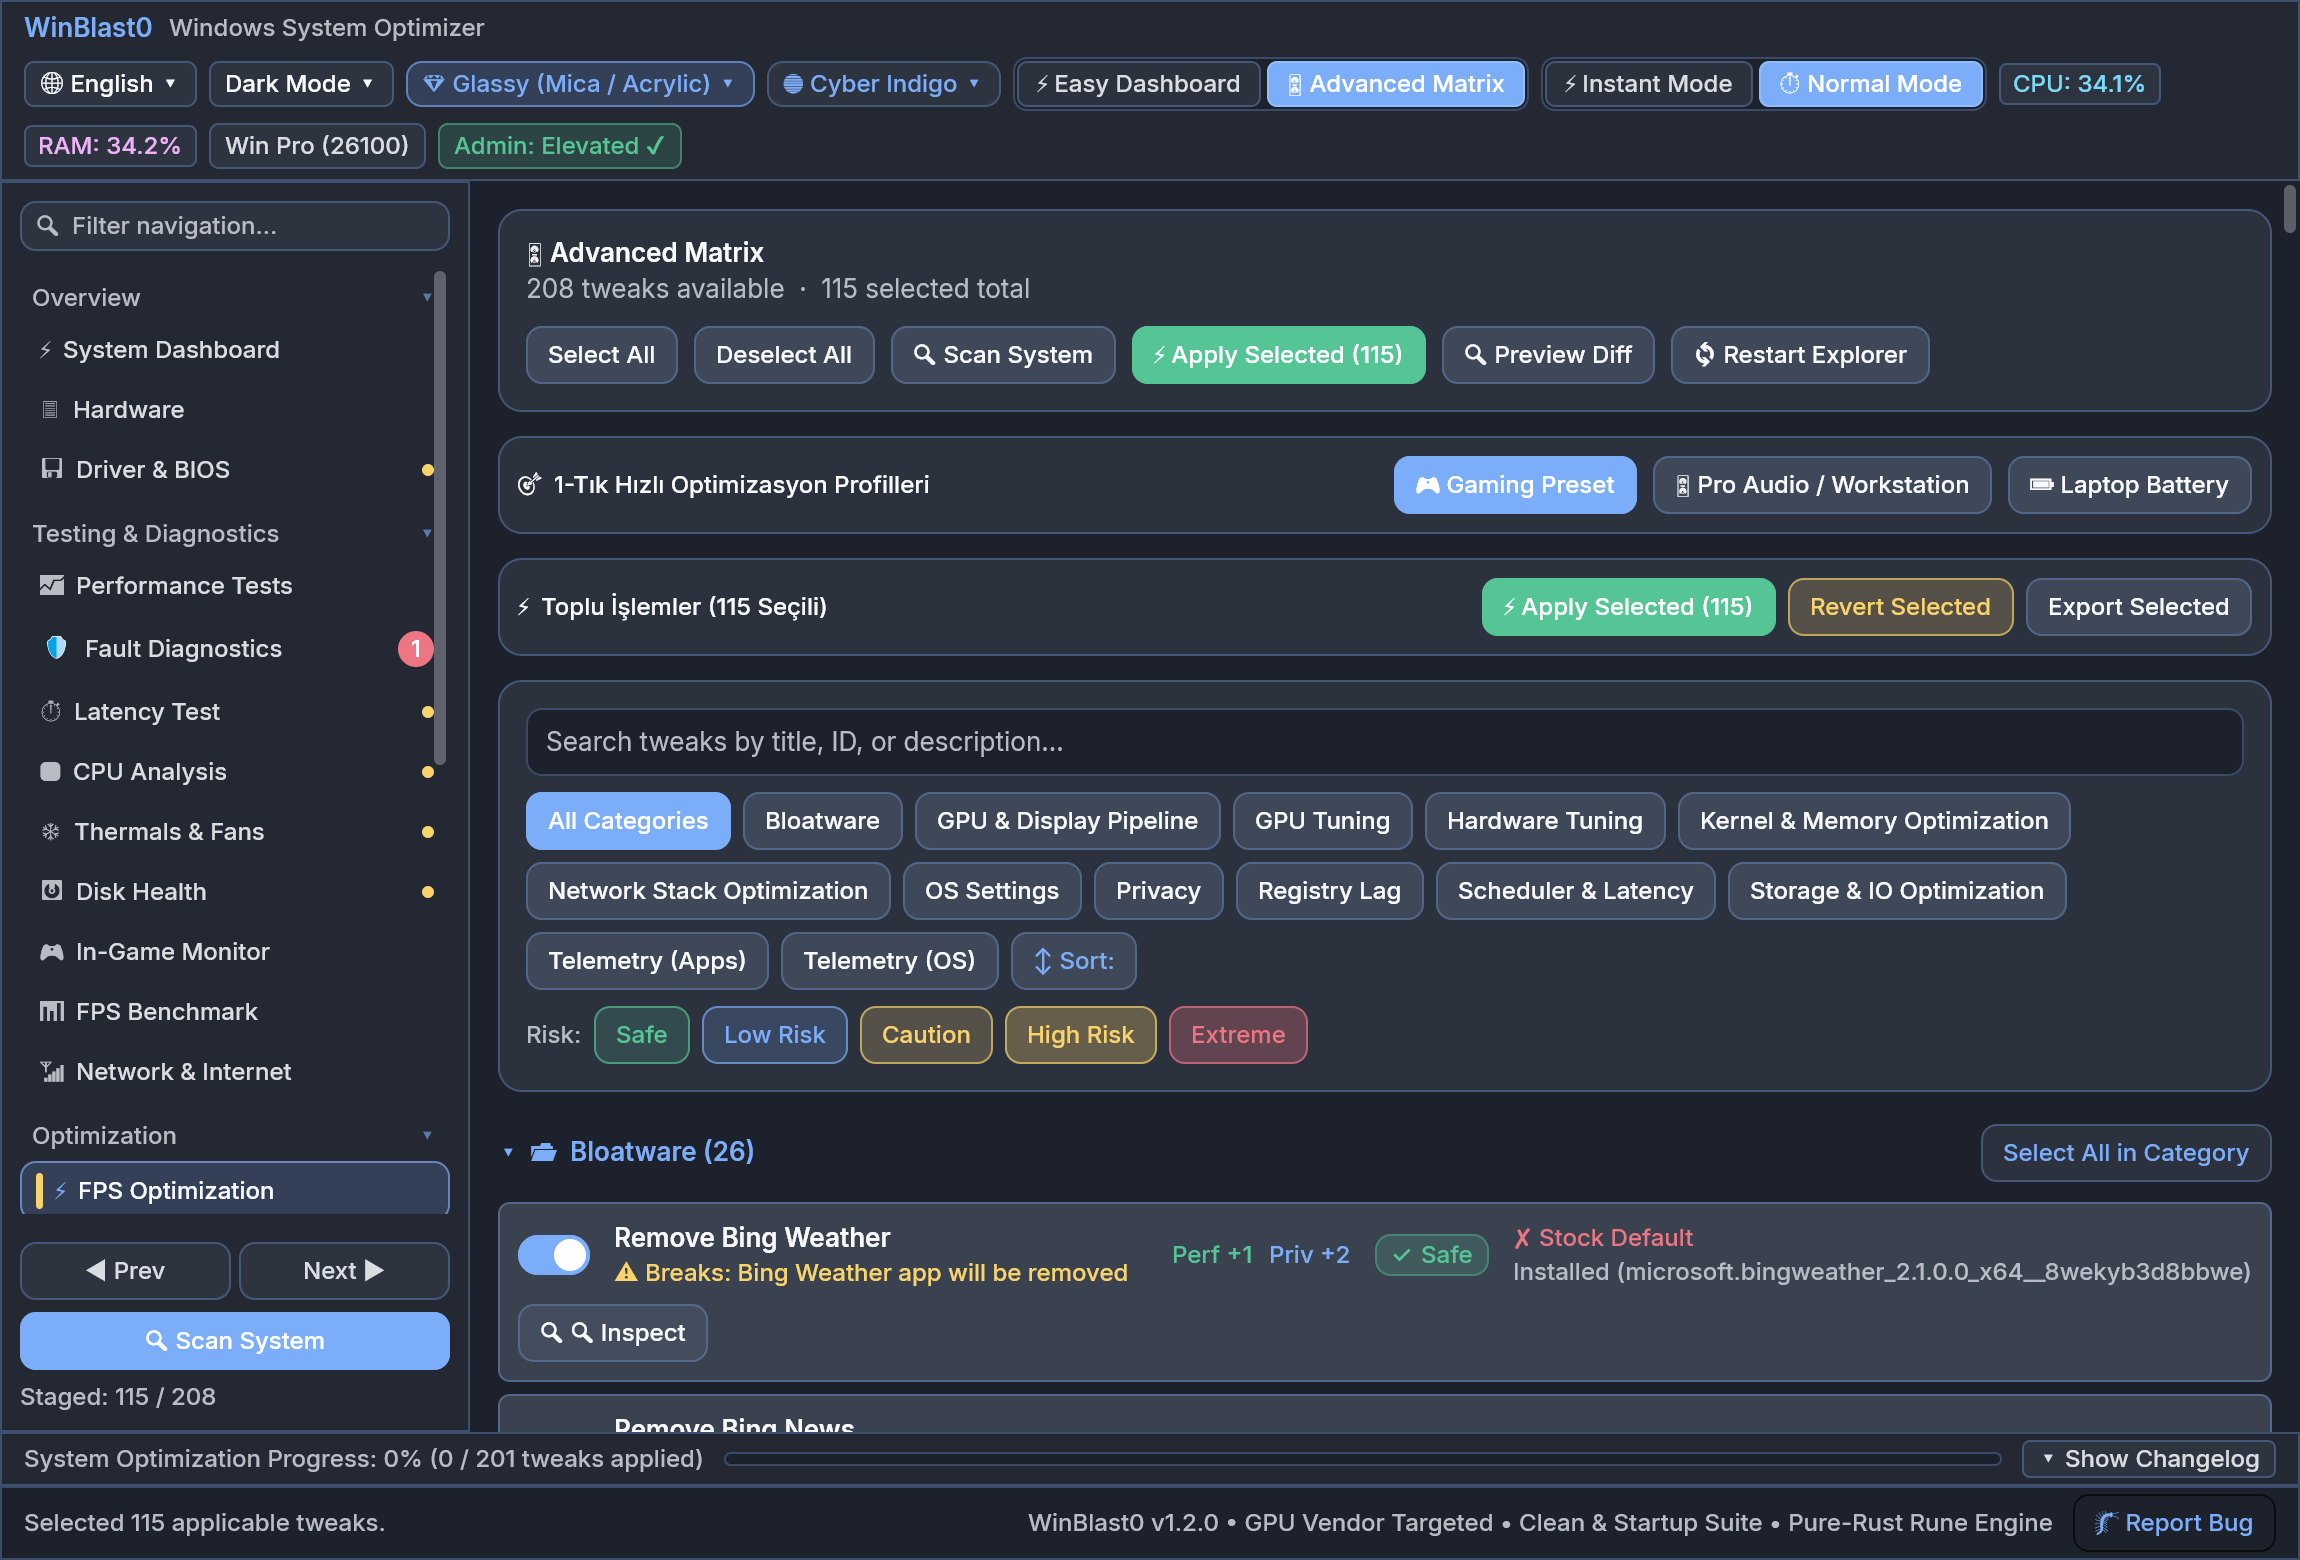 WinBlast0 Windows System Optimizer
English ▼ Dark Mode ▼ Glassy (Mica / Acrylic) ▼ Cyber Indigo ▼ ⚡Easy Dashboard Advanced Matrix ⚡Instant Mode Normal Mode CPU: 34.1%
RAM: 34.2% Win Pro (26100) Admin: Elevated ✓
Filter navigation...
Overview
System Dashboard
Hardware
Driver & BIOS
Testing & Diagnostics
Performance Tests
Fault Diagnostics 1
Latency Test
CPU Analysis
Thermals & Fans
Disk Health
In-Game Monitor
FPS Benchmark
Network & Internet
Optimization
FPS Optimization
◀ Prev Next ▶
Scan System
Staged: 115 / 208
Advanced Matrix
208 tweaks available · 115 selected total
Select All Deselect All Scan System ⚡Apply Selected (115) Preview Diff Restart Explorer
1-Tık Hızlı Optimizasyon Profilleri Gaming Preset Pro Audio / Workstation Laptop Battery
⚡ Toplu İşlemler (115 Seçili) ⚡Apply Selected (115) Revert Selected Export Selected
Search tweaks by title, ID, or description...
All Categories Bloatware GPU & Display Pipeline GPU Tuning Hardware Tuning Kernel & Memory Optimization
Network Stack Optimization OS Settings Privacy Registry Lag Scheduler & Latency Storage & IO Optimization
Telemetry (Apps) Telemetry (OS) ↕ Sort:
Risk: Safe Low Risk Caution High Risk Extreme
Bloatware (26) Select All in Category
Remove Bing Weather
⚠ Breaks: Bing Weather app will be removed
Perf +1 Priv +2 ✓ Safe
✗ Stock Default
Installed (microsoft.bingweather_2.1.0.0_x64__8wekyb3d8bbwe)
Inspect
Remove Bing News
System Optimization Progress: 0% (0 / 201 tweaks applied) ▼ Show Changelog
Selected 115 applicable tweaks. WinBlast0 v1.2.0 • GPU Vendor Targeted • Clean & Startup Suite • Pure-Rust Rune Engine Report Bug